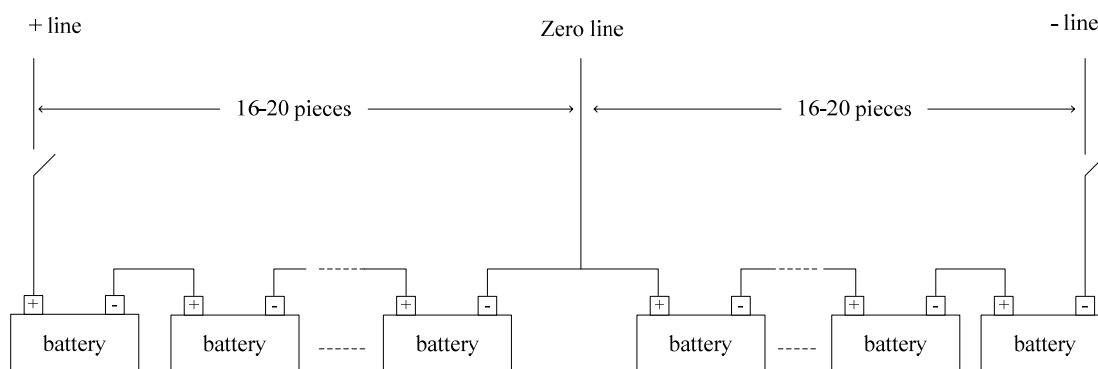 + line Zero line - line
16-20 pieces 16-20 pieces
+ - + - + - + - + - + -
battery battery battery battery battery battery